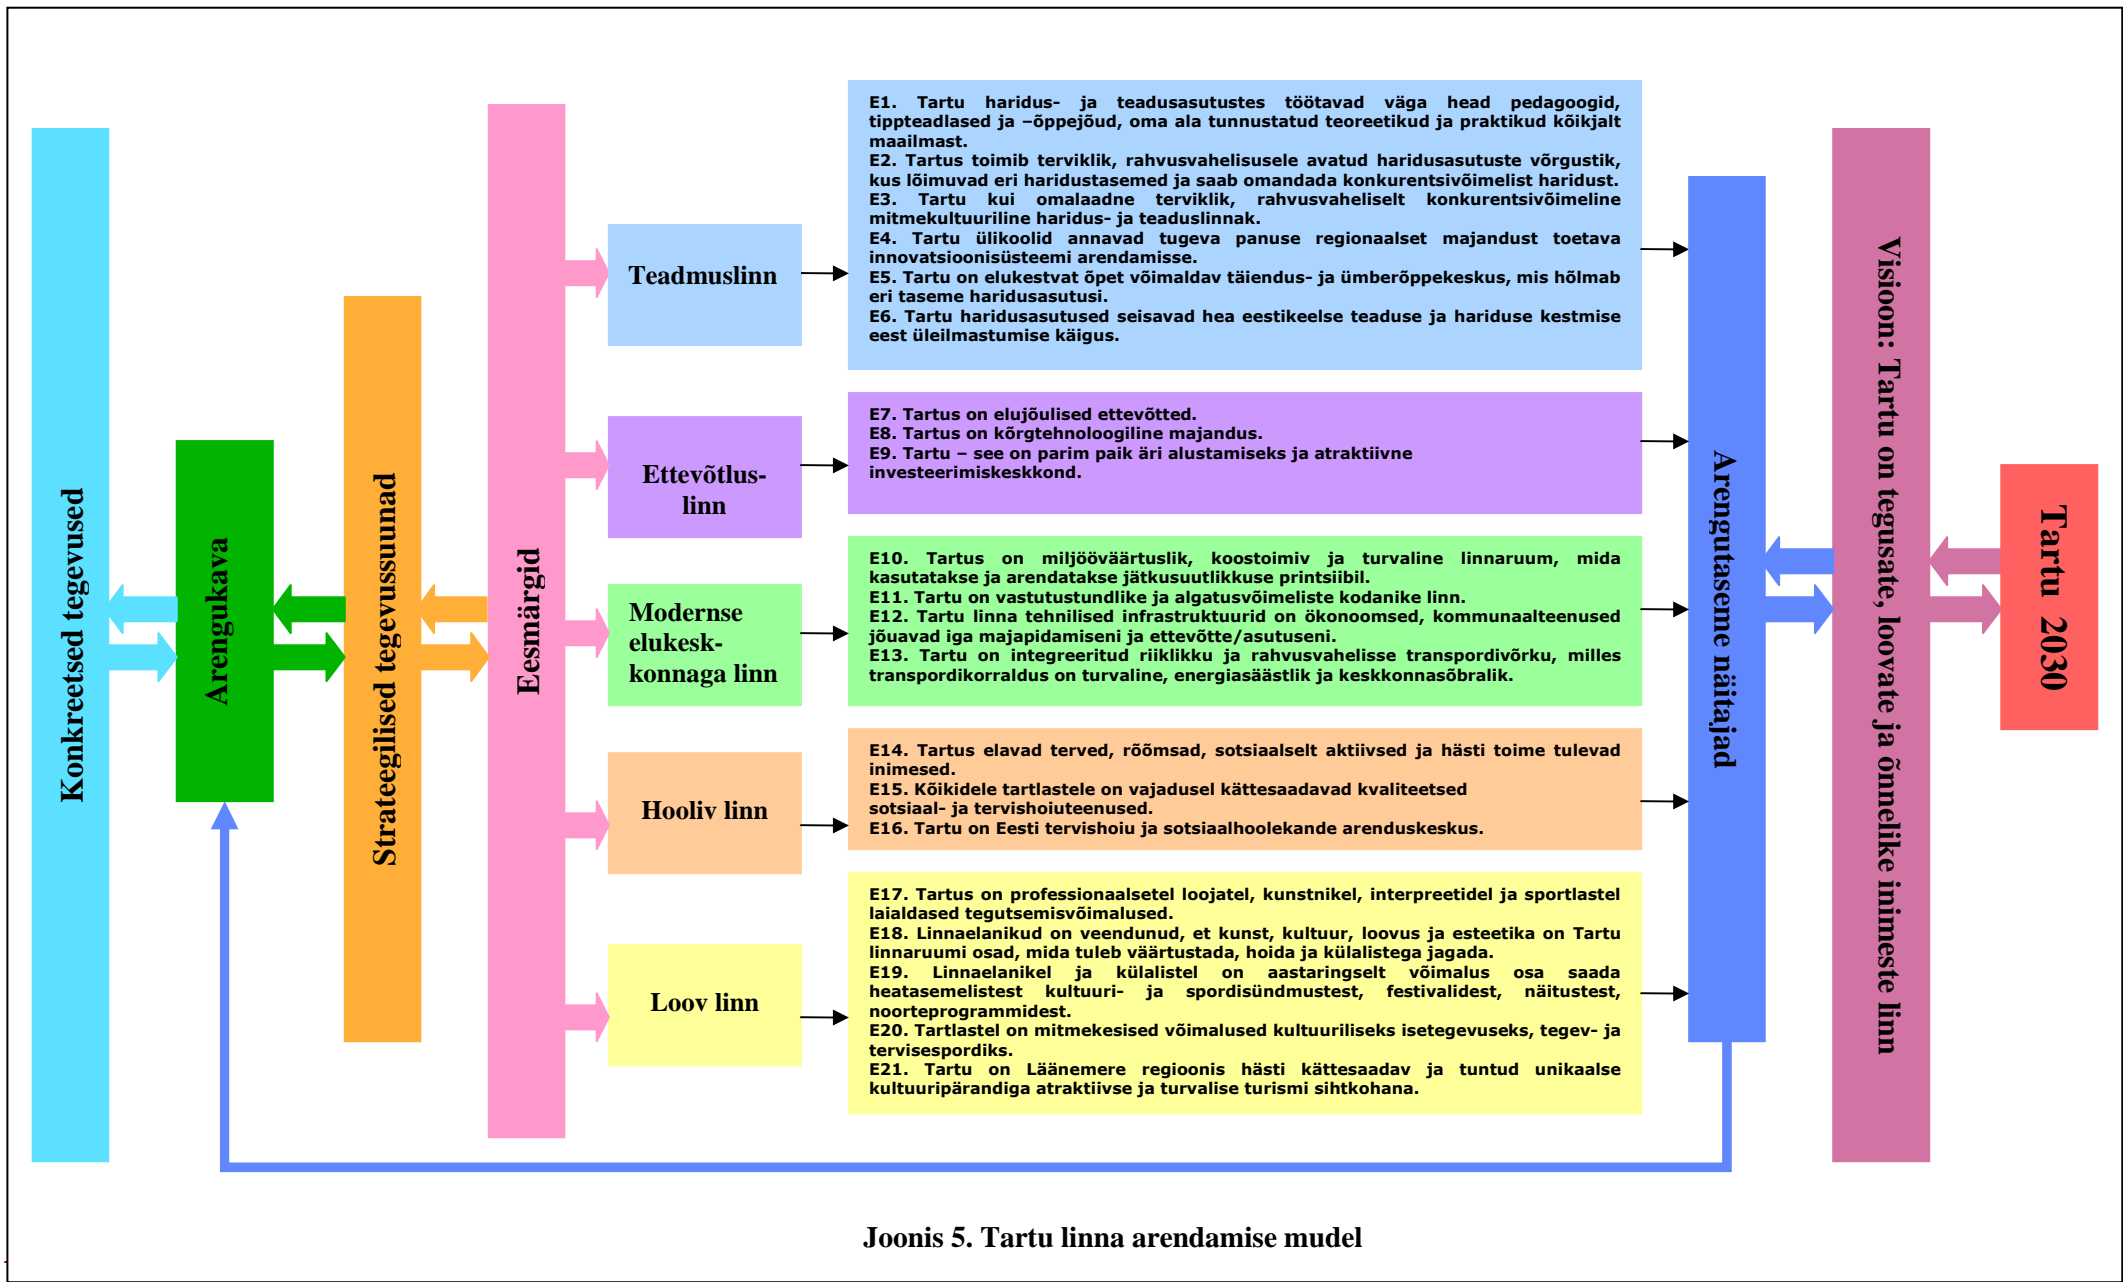 Konkreetsed tegevused
Arengukava
Strateegilised tegevussuunad
Eesmärgid
Teadmuslinn
E1. Tartu haridus- ja teadusasutustes töötavad väga head pedagoogid,
tippteadlased ja –õppejõud, oma ala tunnustatud teoreetikud ja praktikud kõikjalt
maailmast.
E2. Tartus toimib terviklik, rahvusvahelisusele avatud haridusasutuste võrgustik,
kus lõimuvad eri haridustasemed ja saab omandada konkurentsivõimelist haridust.
E3. Tartu kui omalaadne terviklik, rahvusvaheliselt konkurentsivõimeline
mitmekultuuriline haridus- ja teaduslinnak.
E4. Tartu ülikoolid annavad tugeva panuse regionaalset majandust toetava
innovatsioonisüsteemi arendamisse.
E5. Tartu on elukestvat õpet võimaldav täiendus- ja ümberõppekeskus, mis hõlmab
eri taseme haridusasutusi.
E6. Tartu haridusasutused seisavad hea eestikeelse teaduse ja hariduse kestmise
eest üleilmastumise käigus.
Ettevõtlus-
linn
E7. Tartus on elujõulised ettevõtted.
E8. Tartus on kõrgtehnoloogiline majandus.
E9. Tartu – see on parim paik äri alustamiseks ja atraktiivne
investeerimiskeskkond.
Modernse
elukesk-
konnaga linn
E10. Tartus on miljööväärtuslik, koostoimiv ja turvaline linnaruum, mida
kasutatakse ja arendatakse jätkusuutlikkuse printsiibil.
E11. Tartu on vastutustundlike ja algatusvõimeliste kodanike linn.
E12. Tartu linna tehnilised infrastruktuurid on ökonoomsed, kommunaalteenused
jõuavad iga majapidamiseni ja ettevõtte/asutuseni.
E13. Tartu on integreeritud riiklikku ja rahvusvahelisse transpordivõrku, milles
transpordikorraldus on turvaline, energiasäästlik ja keskkonnasõbralik.
Hooliv linn
E14. Tartus elavad terved, rõõmsad, sotsiaalselt aktiivsed ja hästi toime tulevad
inimesed.
E15. Kõikidele tartlastele on vajadusel kättesaadavad kvaliteetsed
sotsiaal- ja tervishoiuteenused.
E16. Tartu on Eesti tervishoiu ja sotsiaalhoolekande arenduskeskus.
Loov linn
E17. Tartus on professionaalsetel loojatel, kunstnikel, interpreetidel ja sportlastel
laialdased tegutsemisvõimalused.
E18. Linnaelanikud on veendunud, et kunst, kultuur, loovus ja esteetika on Tartu
linnaruumi osad, mida tuleb väärtustada, hoida ja külalistega jagada.
E19. Linnaelanikel ja külalistel on aastaringselt võimalus osa saada
heatasemelistest kultuuri- ja spordisündmustest, festivalidest, näitustest,
noorteprogrammidest.
E20. Tartlastel on mitmekesised võimalused kultuuriliseks isetegevuseks, tegev- ja
tervisespordiks.
E21. Tartu on Läänemere regioonis hästi kättesaadav ja tuntud unikaalse
kultuuripärandiga atraktiivse ja turvalise turismi sihtkohana.
Arengutaseme näitajad
Visioon: Tartu on tegusate, loovate ja õnnelike inimeste linn
Tartu 2030
Joonis 5. Tartu linna arendamise mudel